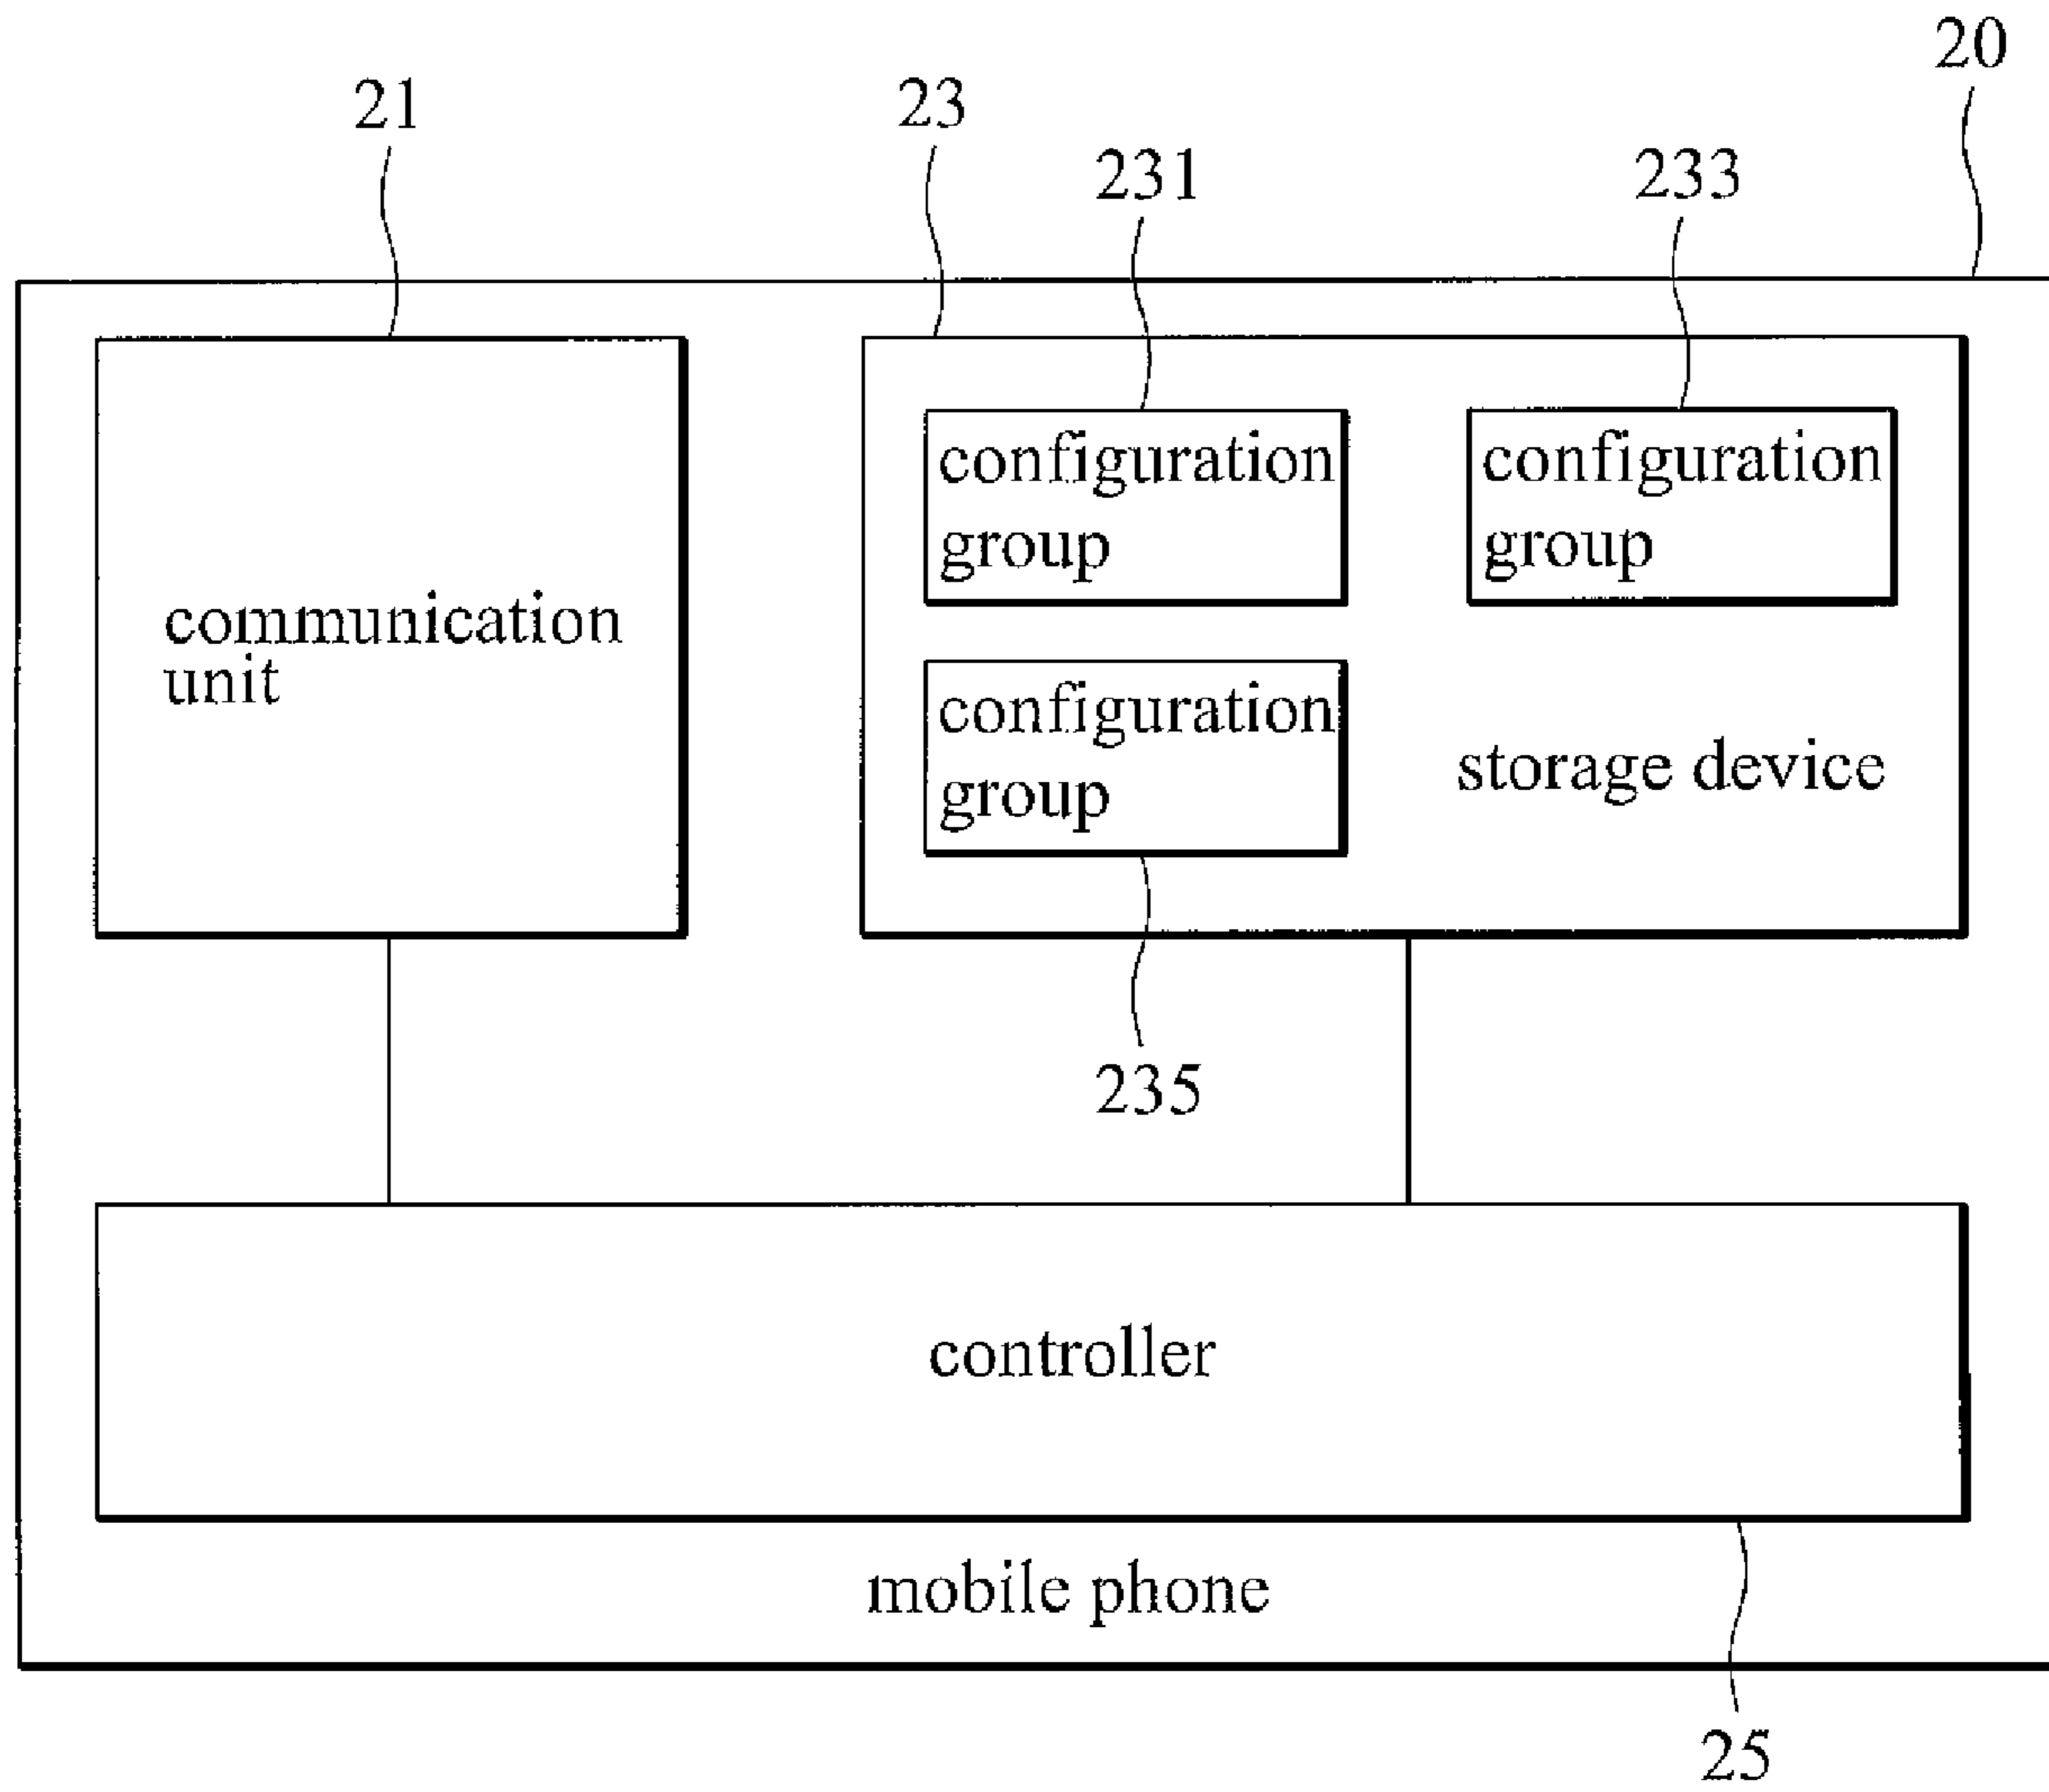 20
21
23
231
233
configuration
group
configuration
group
communication
unit
configuration
group
storage device
235
controller
mobile phone
25